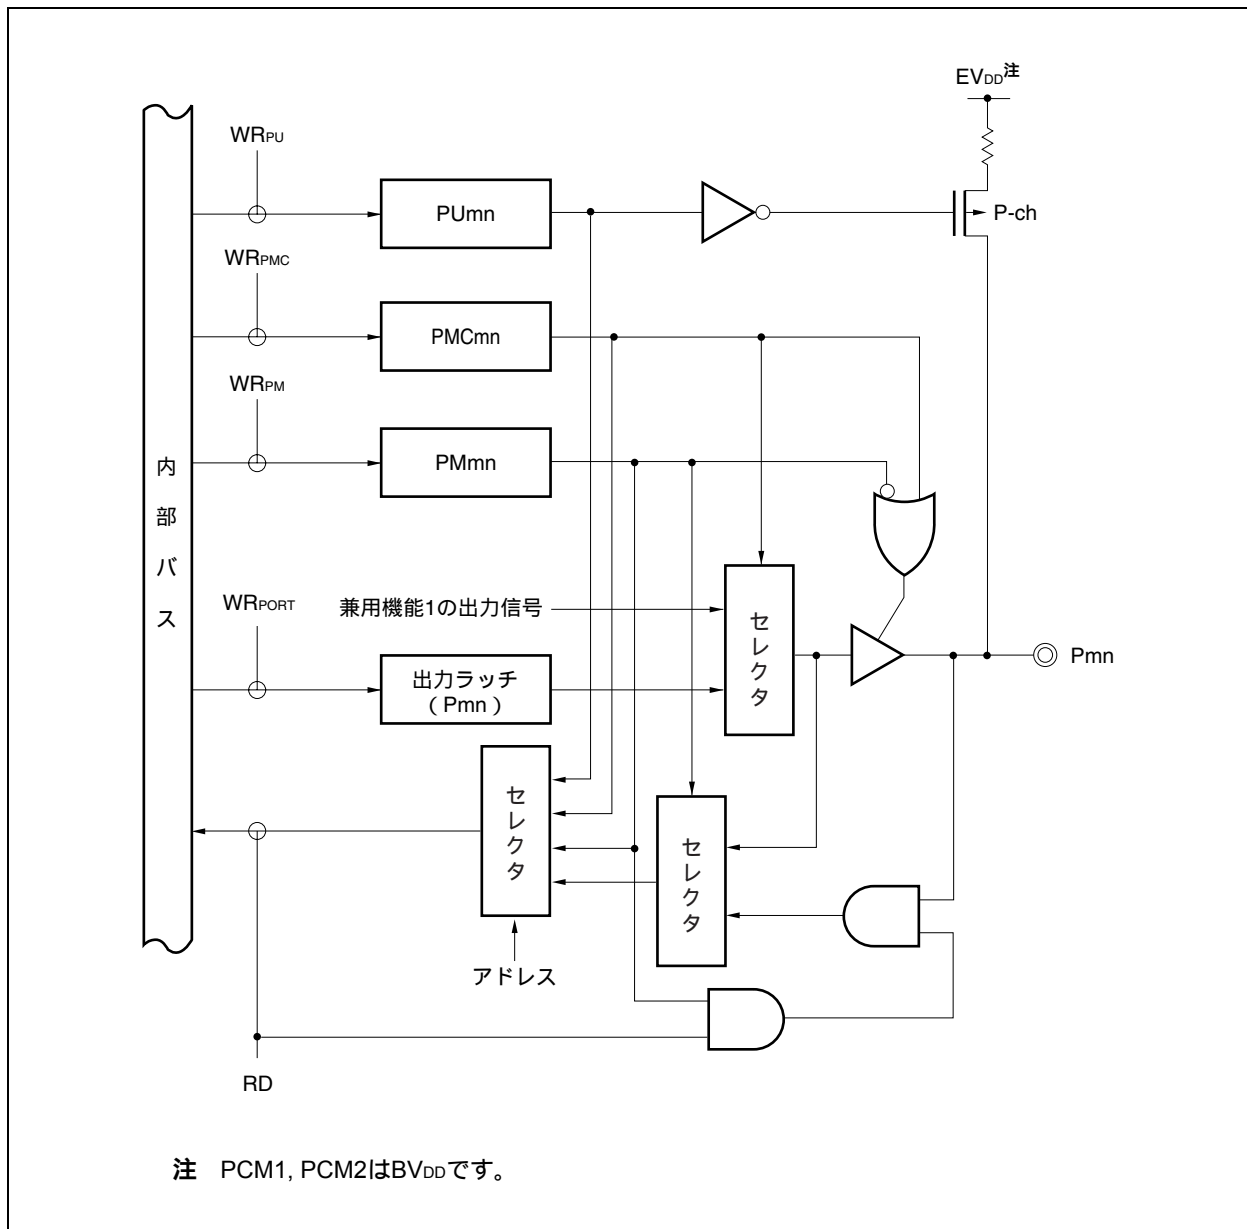 EVDD注
WRPU
PUmn
P-ch
WRPMC
PMCmn
WRPM
PMmn
内部バス
兼用機能1の出力信号
セレクタ
WRPORT
出力ラッチ
（Pmn）
Pmn
セレクタ
セレクタ
アドレス
RD
注 PCM1, PCM2はBVDDです。